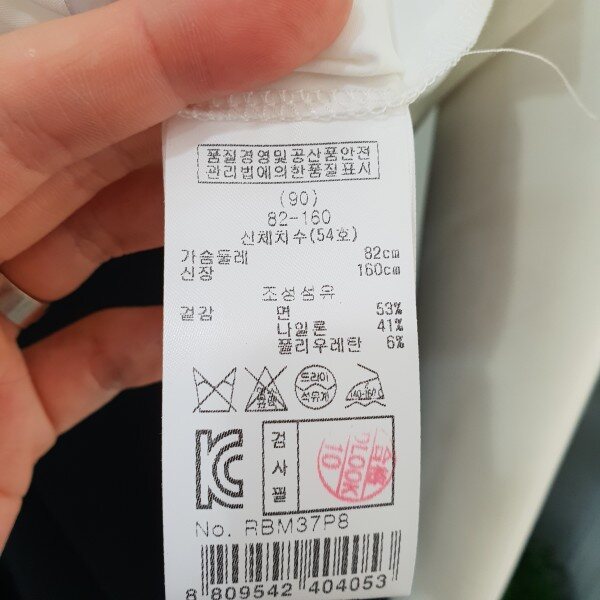 품질경영및공산품안전
관리법에의한품질표시
(90)
82-160
신체치수(54호)
가슴둘레 82cm
신장 160cm
조성섬유
겉감 면 53%
나일론 41%
폴리우레탄 6%
드라이
석유계
2
140-160
검사필
No. RBM37P8
8 809542 404053